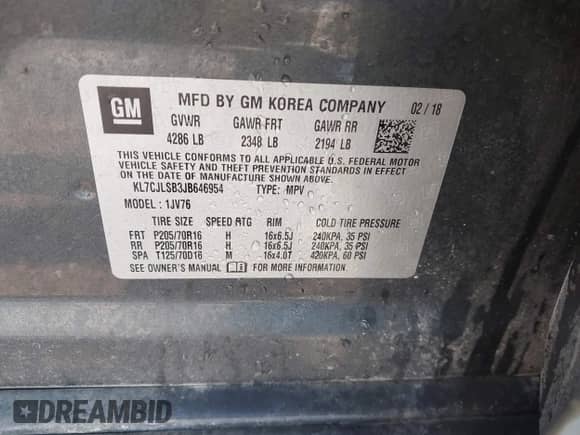 GM
MFD BY GM KOREA COMPANY 02 / 18
GVWR GAWR FRT GAWR RR
4286 LB 2348 LB 2194 LB
THIS VEHICLE CONFORMS TO ALL APPLICABLE U.S. FEDERAL MOTOR
VEHICLE SAFETY AND THEFT PREVENTION STANDARDS IN EFFECT
ON THE DATE OF MANUFACTURE SHOWN ABOVE.
KL7CJLSB3JB646954 TYPE: MPV
MODEL : 1JV76
TIRE SIZE SPEED RTG RIM COLD TIRE PRESSURE
FRT P205/70R16 H 16x6.5J 240KPA, 35 PSI
RR P205/70R16 H 16x6.5J 240KPA, 35 PSI
SPA T125/70D16 M 16x4.0T 420KPA, 60 PSI
SEE OWNER'S MANUAL FOR MORE INFORMATION.
DREAMBID